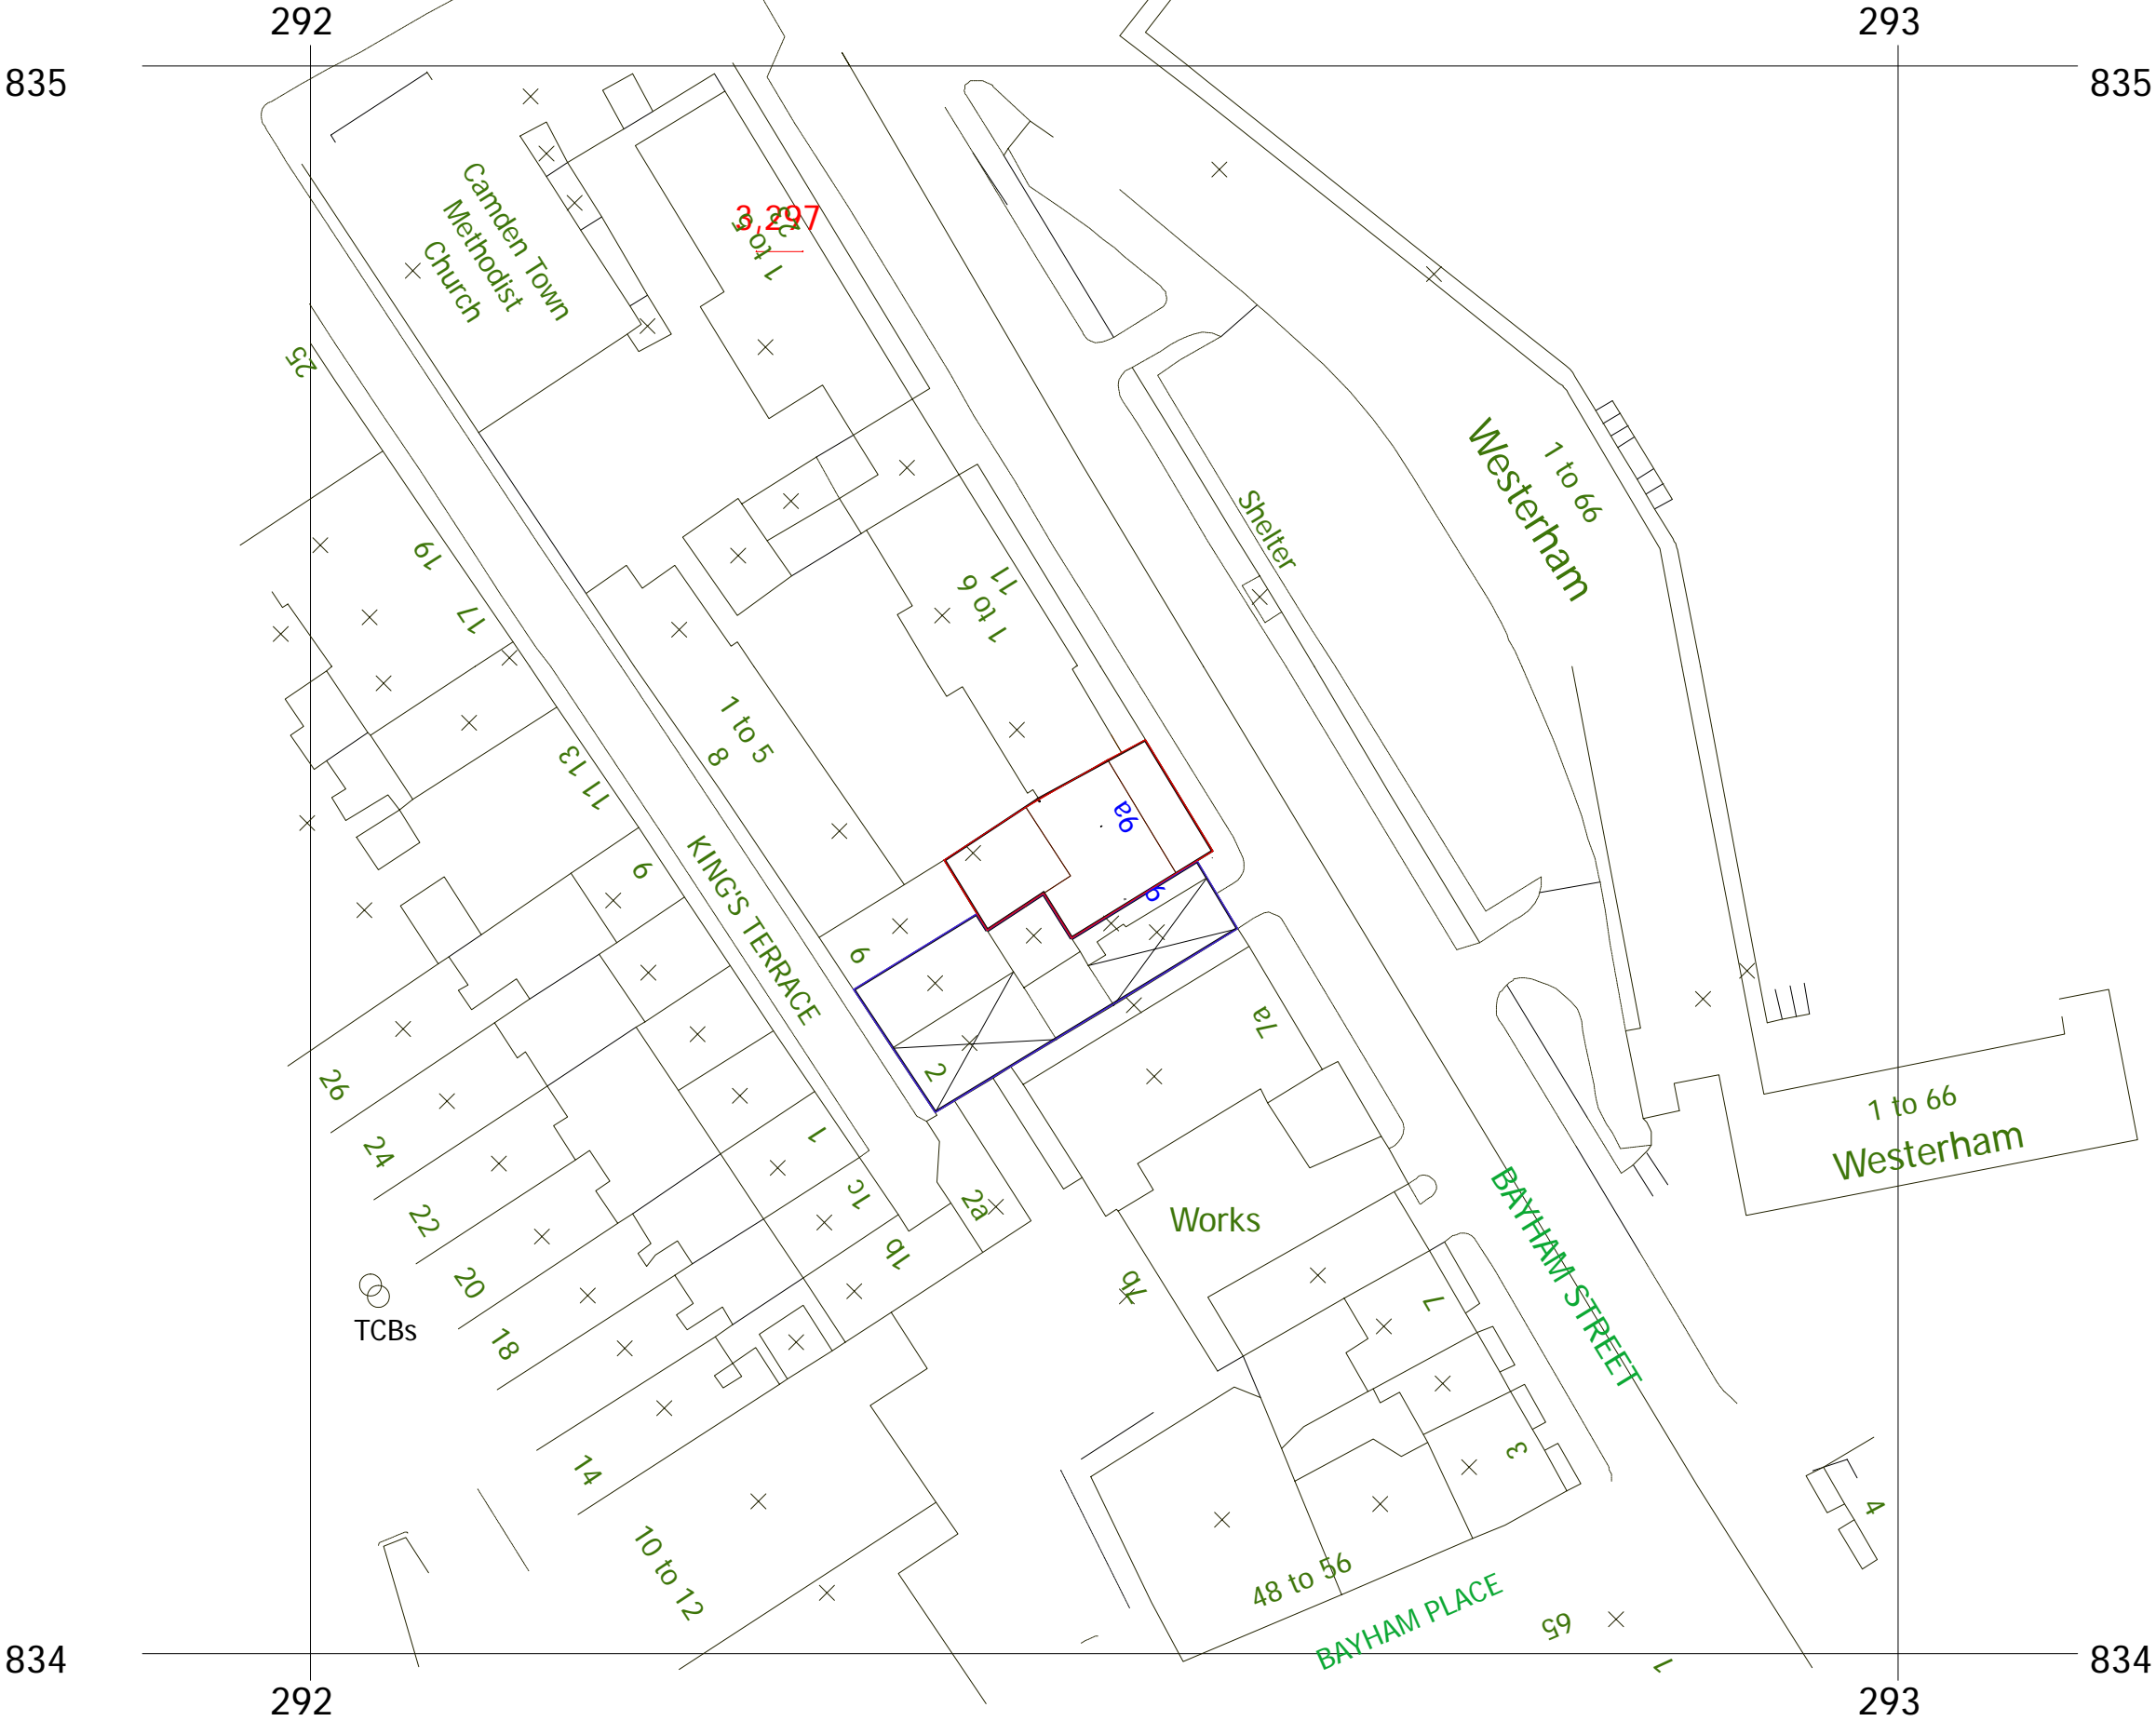 292
293
835
835
Camden Town
Methodist
Church
3,297
1 to 5
25
Westerham
1 to 66
Shelter
19
17
11
1 to 6
1 to 5
8
13
11
9
KING'S TERRACE
9a
9
6
2
7a
26
24
22
20
18
14
10 to 12
1
1c
1b
2a
TCBs
Works
7b
7
3
BAYHAM STREET
1 to 66
Westerham
4
48 to 56
BAYHAM PLACE
65
1
834
834
292
293